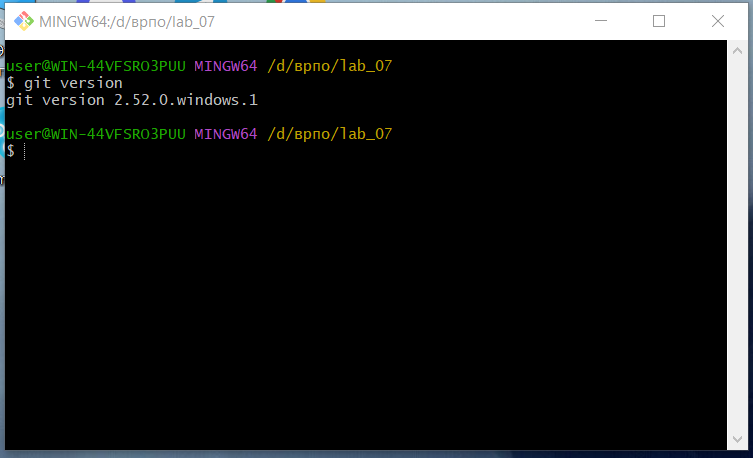 MINGW64:/d/врпо/lab_07
user@WIN-44VFSRO3PUU MINGW64 /d/врпо/lab_07
$ git version
git version 2.52.0.windows.1
user@WIN-44VFSRO3PUU MINGW64 /d/врпо/lab_07
$